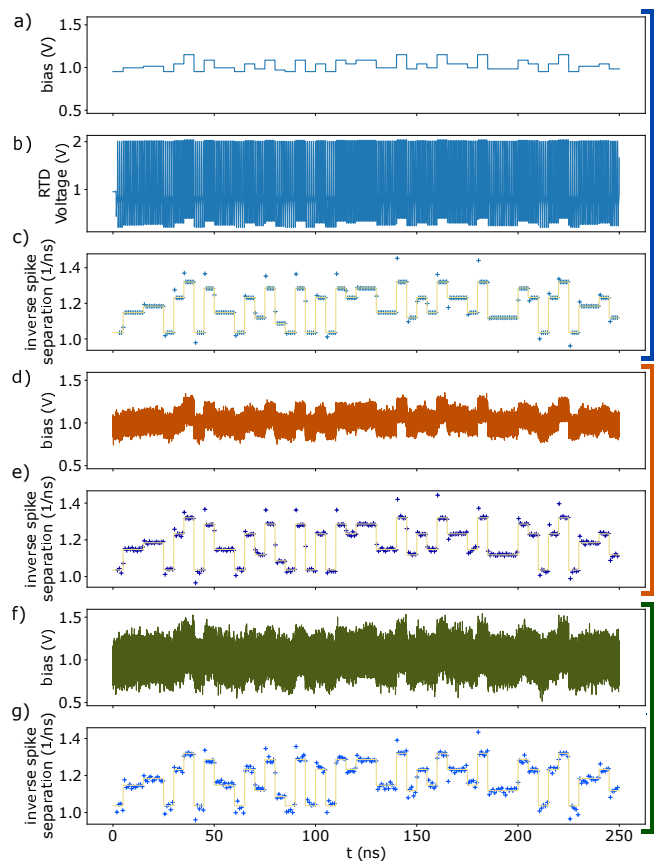 a)
bias (V)
1.5
1.0
0.5
b)
RTD
Voltage (V)
2
1
c)
inverse spike
separation (1/ns)
1.4
1.2
1.0
d)
bias (V)
1.5
1.0
0.5
e)
inverse spike
separation (1/ns)
1.4
1.2
1.0
f)
bias (V)
1.5
1.0
0.5
g)
inverse spike
separation (1/ns)
1.4
1.2
1.0
0
50
100
150
200
250
t (ns)